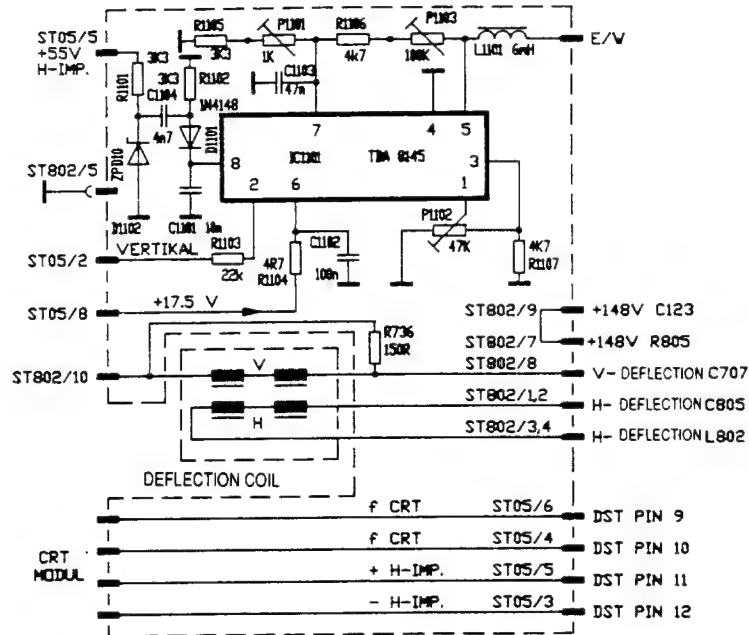 ST05/5
+55V
H-IMP.
R1105
3K3
P1101
1K
R1106
4k7
P1103
100K
L1101 6mH
E/W
3K3
R1101
3K3
R1102
C1104
4n7
1N4148
D1101
C1103
47n
7
4
5
8
IC1101
TDA 8145
3
2
6
1
ZPD10
ST802/5
D1102
C1101 10n
VERTIKAL
R1103
22k
ST05/2
4R7
R1104
C1102
100n
P1102
47K
4K7
R1107
+17.5 V
ST05/8
ST802/9
+148V C123
ST802/7
+148V R805
R736
150R
ST802/10
V
ST802/8
V- DEFLECTION C707
ST802/1,2
H- DEFLECTION C805
H
ST802/3,4
H- DEFLECTION L802
DEFLECTION COIL
f CRT
ST05/6
DST PIN 9
f CRT
ST05/4
DST PIN 10
CRT
MODUL
+ H-IMP.
ST05/5
DST PIN 11
- H-IMP.
ST05/3
DST PIN 12